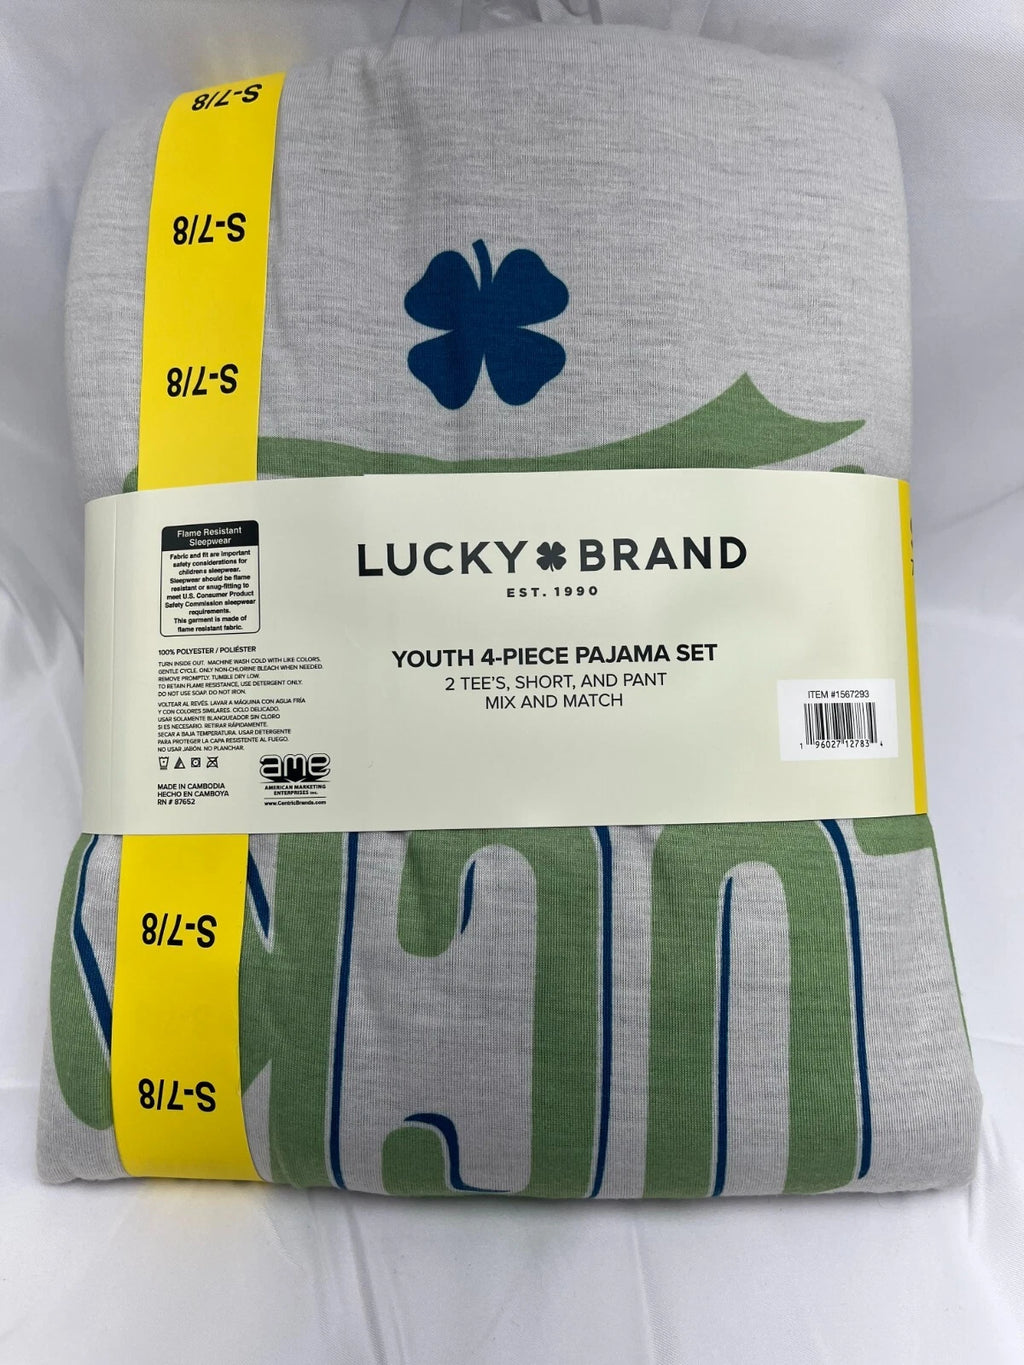 S-7/8
S-7/8
S-7/8
Flame Resistant
Sleepwear
Fabric and fit are important
safety considerations for
childrens sleepwear.
Sleepwear should be flame
resistant or snug-fitting to
meet U.S. Consumer Product
Safety Commission sleepwear
requirements.
This garment is made of
flame resistant fabric.
100% POLYESTER / POLIÉSTER
TURN INSIDE OUT. MACHINE WASH COLD WITH LIKE COLORS,
GENTLE CYCLE, ONLY NON-CHLORINE BLEACH WHEN NEEDED.
REMOVE PROMPTLY. TUMBLE DRY LOW.
TO RETAIN FLAME RESISTANCE, USE DETERGENT ONLY.
DO NOT USE SOAP. DO NOT IRON.
VOLTEAR AL REVÉS. LAVAR A MÁQUINA CON AGUA FRÍA
Y CON COLORES SIMILARES. CICLO DELICADO.
USAR SOLAMENTE BLANQUEADOR SIN CLORO
SI ES NECESARIO. RETIRAR RÁPIDAMENTE.
SECAR A BAJA TEMPERATURA. USAR DETERGENTE
PARA PROTEGER LA CAPA RESISTENTE AL FUEGO.
NO USAR JABÓN. NO PLANCHAR.
MADE IN CAMBODIA
HECHO EN CAMBOYA
RN # 87652
ame
AMERICAN MARKETING
ENTERPRISES INC.
www.CentricBrands.com
LUCKY BRAND
EST. 1990
YOUTH 4-PIECE PAJAMA SET
2 TEE'S, SHORT, AND PANT
MIX AND MATCH
ITEM #1567293
1 96027 12783 4
S-7/8
S-7/8